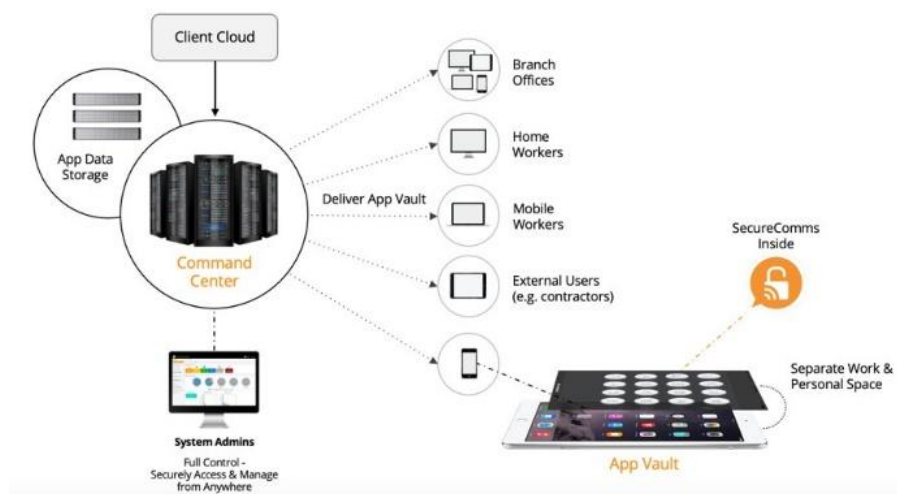 Client Cloud
App Data
Storage
Command
Center
Deliver App Vault
Branch
Offices
Home
Workers
Mobile
Workers
External Users
(e.g. contractors)
SecureComms
Inside
Separate Work &
Personal Space
App Vault
System Admins
Full Control -
Securely Access & Manage
from Anywhere